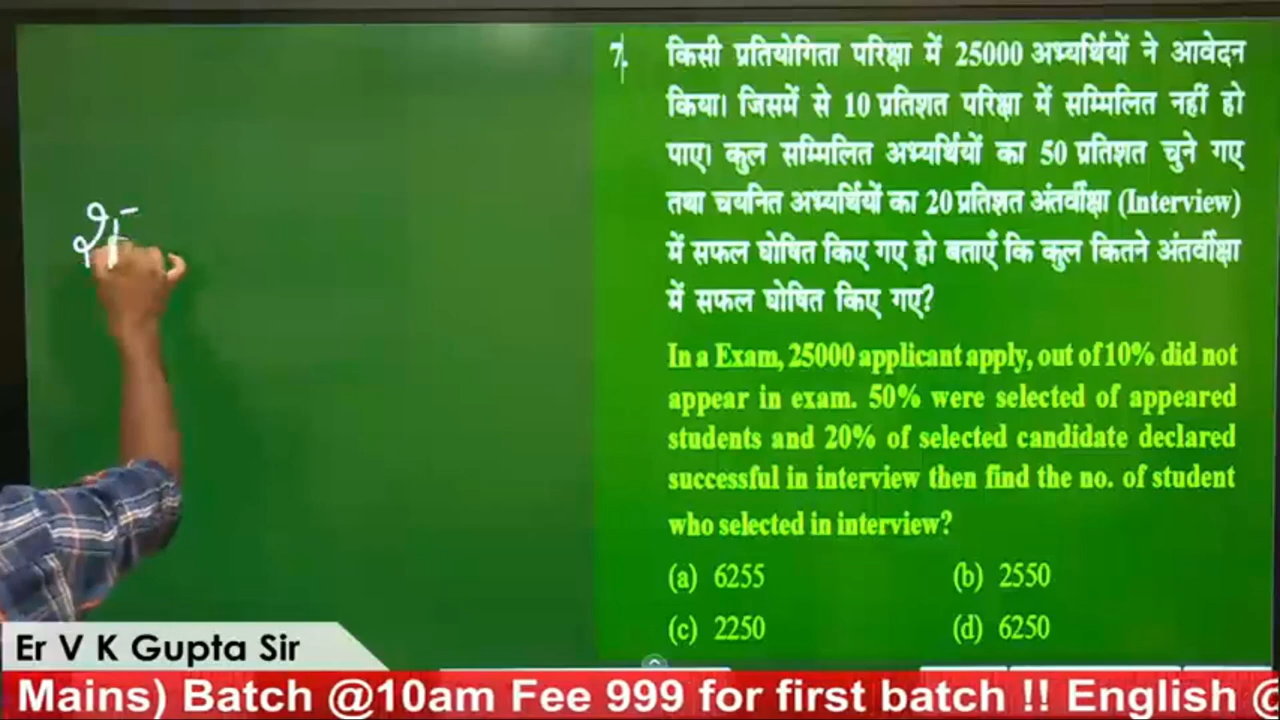 7. किसी प्रतियोगिता परिक्षा में 25000 अभ्यर्थियों ने आवेदन
किया। जिसमें से 10 प्रतिशत परिक्षा में सम्मिलित नहीं हो
पाए। कुल सम्मिलित अभ्यर्थियों का 50 प्रतिशत चुने गए
तथा चयनित अभ्यर्थियों का 20 प्रतिशत अंतर्वीक्षा (Interview)
में सफल घोषित किए गए हो बताएँ कि कुल कितने अंतर्वीक्षा
में सफल घोषित किए गए?
In a Exam, 25000 applicant apply, out of 10% did not
appear in exam. 50% were selected of appeared
students and 20% of selected candidate declared
successful in interview then find the no. of student
who selected in interview?
(a) 6255 (b) 2550
(c) 2250 (d) 6250
Er V K Gupta Sir
Mains) Batch @10am Fee 999 for first batch !! English @